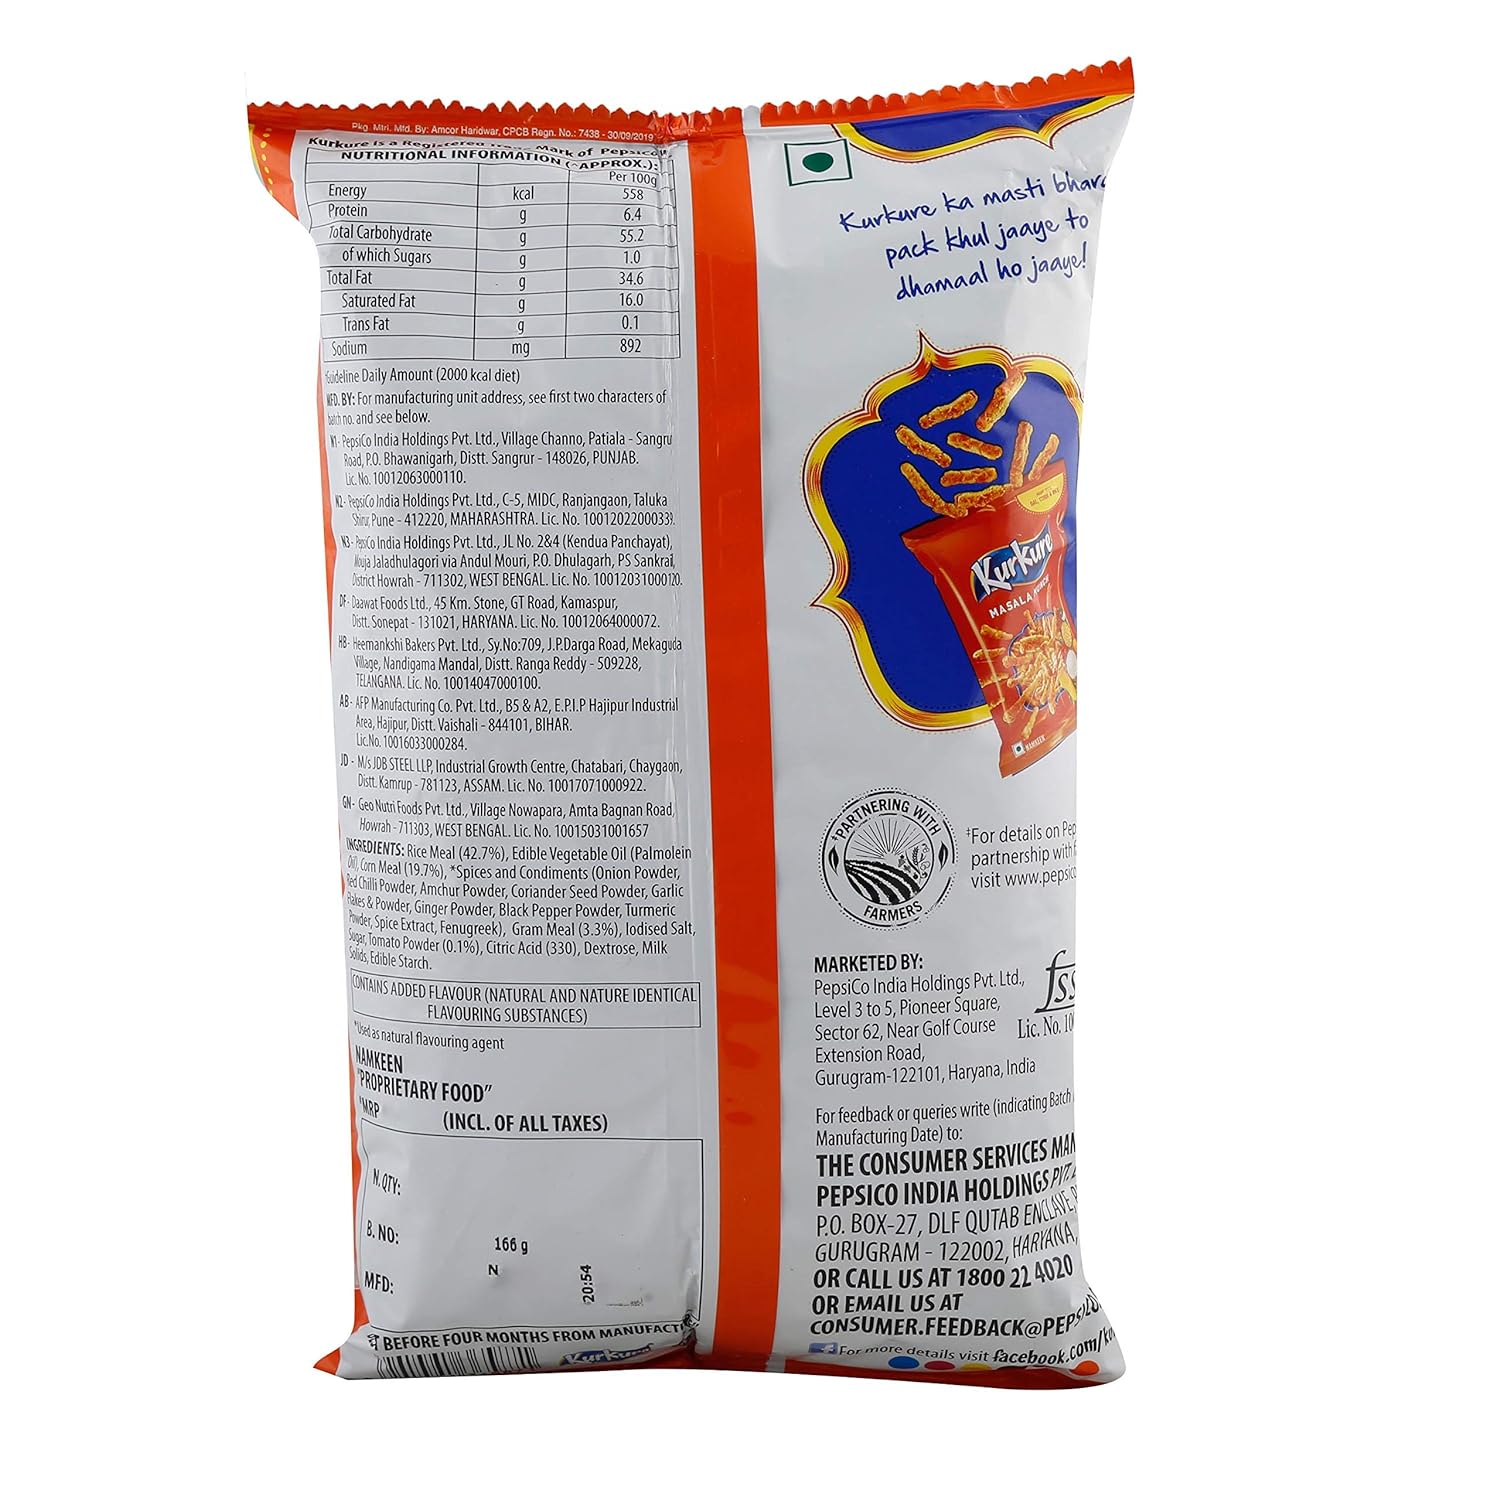 Pkg. Mtrl. Mfd. By: Amcor Haridwar, CPCB Regn. No.: 7438 - 30/09/2019
Kurkure is a Registered Trade Mark of PepsiCo
NUTRITIONAL INFORMATION (~APPROX.):
Per 100g
Energy kcal 558
Protein g 6.4
Total Carbohydrate g 55.2
of which Sugars g 1.0
Total Fat g 34.6
Saturated Fat g 16.0
Trans Fat g 0.1
Sodium mg 892
Guideline Daily Amount (2000 kcal diet)
MFD. BY: For manufacturing unit address, see first two characters of
batch no. and see below.
N1- PepsiCo India Holdings Pvt. Ltd., Village Channo, Patiala - Sangru
Road, P.O. Bhawanigarh, Distt. Sangrur - 148026, PUNJAB.
Lic. No. 10012063000110.
N2- PepsiCo India Holdings Pvt. Ltd., C-5, MIDC, Ranjangaon, Taluka
Shirur, Pune - 412220, MAHARASHTRA. Lic. No. 10012022000033
N3- PepsiCo India Holdings Pvt. Ltd., JL No. 2&4 (Kendua Panchayat),
Mouja Jaladhulagori via Andul Mouri, P.O. Dhulagarh, PS Sankrail,
District Howrah - 711302, WEST BENGAL. Lic. No. 10012031000120.
DF- Daawat Foods Ltd., 45 Km. Stone, GT Road, Kamaspur,
Distt. Sonepat - 131021, HARYANA. Lic. No. 10012064000072.
HB- Heemankshi Bakers Pvt. Ltd., Sy.No:709, J.P.Darga Road, Mekaguda
Village, Nandigama Mandal, Distt. Ranga Reddy - 509228,
TELANGANA. Lic. No. 10014047000100.
AB- AFP Manufacturing Co. Pvt. Ltd., B5 & A2, E.P.I.P Hajipur Industrial
Area, Hajipur, Distt. Vaishali - 844101, BIHAR.
Lic.No. 10016033000284.
JD - M/s JDB STEEL LLP, Industrial Growth Centre, Chatabari, Chaygaon,
Distt. Kamrup - 781123, ASSAM. Lic. No. 10017071000922.
GN- Geo Nutri Foods Pvt. Ltd., Village Nowapara, Amta Bagnan Road,
Howrah - 711303, WEST BENGAL. Lic. No. 10015031001657
INGREDIENTS: Rice Meal (42.7%), Edible Vegetable Oil (Palmolein
Oil), Corn Meal (19.7%), *Spices and Condiments (Onion Powder,
Red Chilli Powder, Amchur Powder, Coriander Seed Powder, Garlic
Flakes & Powder, Ginger Powder, Black Pepper Powder, Turmeric
Powder, Spice Extract, Fenugreek), Gram Meal (3.3%), Iodised Salt,
Sugar, Tomato Powder (0.1%), Citric Acid (330), Dextrose, Milk
Solids, Edible Starch.
CONTAINS ADDED FLAVOUR (NATURAL AND NATURE IDENTICAL
FLAVOURING SUBSTANCES)
*Used as natural flavouring agent
NAMKEEN
"PROPRIETARY FOOD"
*MRP (INCL. OF ALL TAXES)
N. QTY:
B. NO: 166 g
N
MFD: 20:54
BEFORE FOUR MONTHS FROM MANUFACT
Kurkure
Kurkure ka masti bhara
pack khul jaaye to
dhamaal ho jaaye!
DAL, CORN & RICE
Kurkure
MASALA MUNCH
NAMKEEN
‡PARTNERING WITH
FARMERS
‡For details on Pep
partnership with f
visit www.pepsico
MARKETED BY:
PepsiCo India Holdings Pvt. Ltd.,
Level 3 to 5, Pioneer Square,
Sector 62, Near Golf Course
Extension Road,
Gurugram-122101, Haryana, India
fss
Lic. No. 10
For feedback or queries write (indicating Batch
Manufacturing Date) to:
THE CONSUMER SERVICES MAN
PEPSICO INDIA HOLDINGS PVT.
P.O. BOX-27, DLF QUTAB ENCLAVE,
GURUGRAM - 122002, HARYANA,
OR CALL US AT 1800 22 4020
OR EMAIL US AT
CONSUMER.FEEDBACK@PEPSICO
For more details visit facebook.com/ku